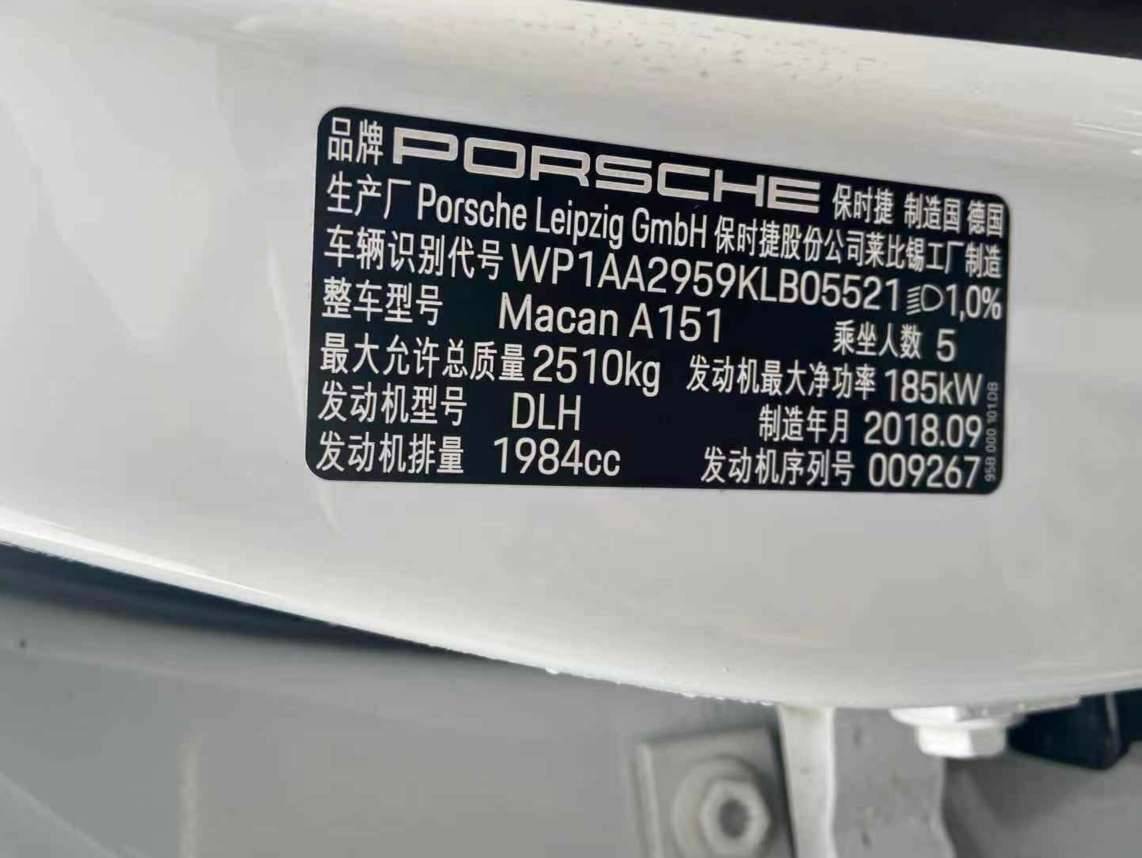 品牌 PORSCHE 保时捷 制造国 德国
生产厂 Porsche Leipzig GmbH 保时捷股份公司莱比锡工厂制造
车辆识别代号 WP1AA2959KLB05521 1,0%
整车型号 Macan A151 乘坐人数 5
最大允许总质量 2510kg 发动机最大净功率 185kW
发动机型号 DLH 制造年月 2018.09
发动机排量 1984cc 发动机序列号 009267
95B 000 101 DB